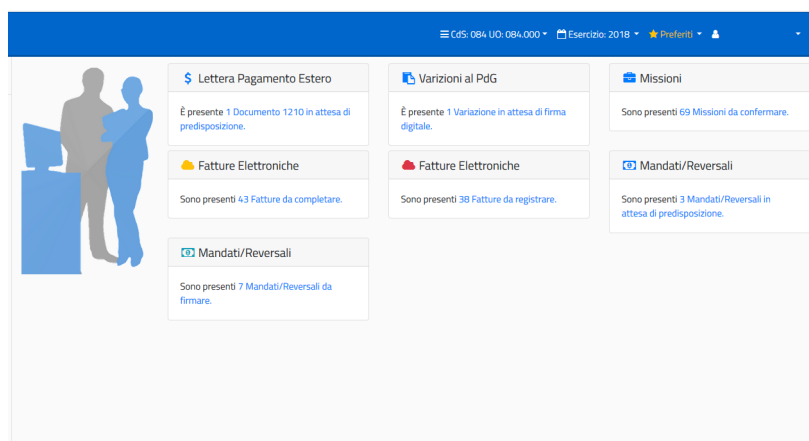 CdS: 084 UO: 084.000 Esercizio: 2018 Preferiti
Lettera Pagamento Estero
È presente 1 Documento 1210 in attesa di
predisposizione.
Varizioni al PdG
È presente 1 Variazione in attesa di firma
digitale.
Missioni
Sono presenti 69 Missioni da confermare.
Fatture Elettroniche
Sono presenti 43 Fatture da completare.
Fatture Elettroniche
Sono presenti 38 Fatture da registrare.
Mandati/Reversali
Sono presenti 3 Mandati/Reversali in
attesa di predisposizione.
Mandati/Reversali
Sono presenti 7 Mandati/Reversali da
firmare.